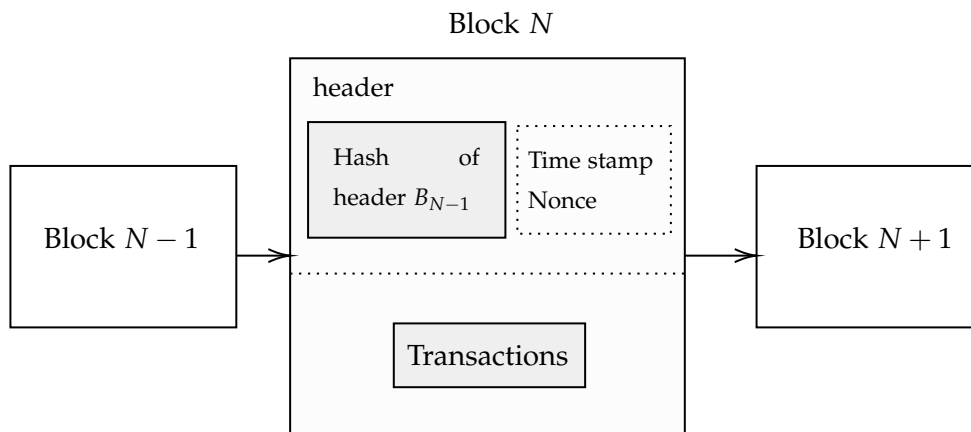 Block N
header
Hash of
header B_{N−1}
Time stamp
Nonce
Block N − 1
Block N + 1
Transactions